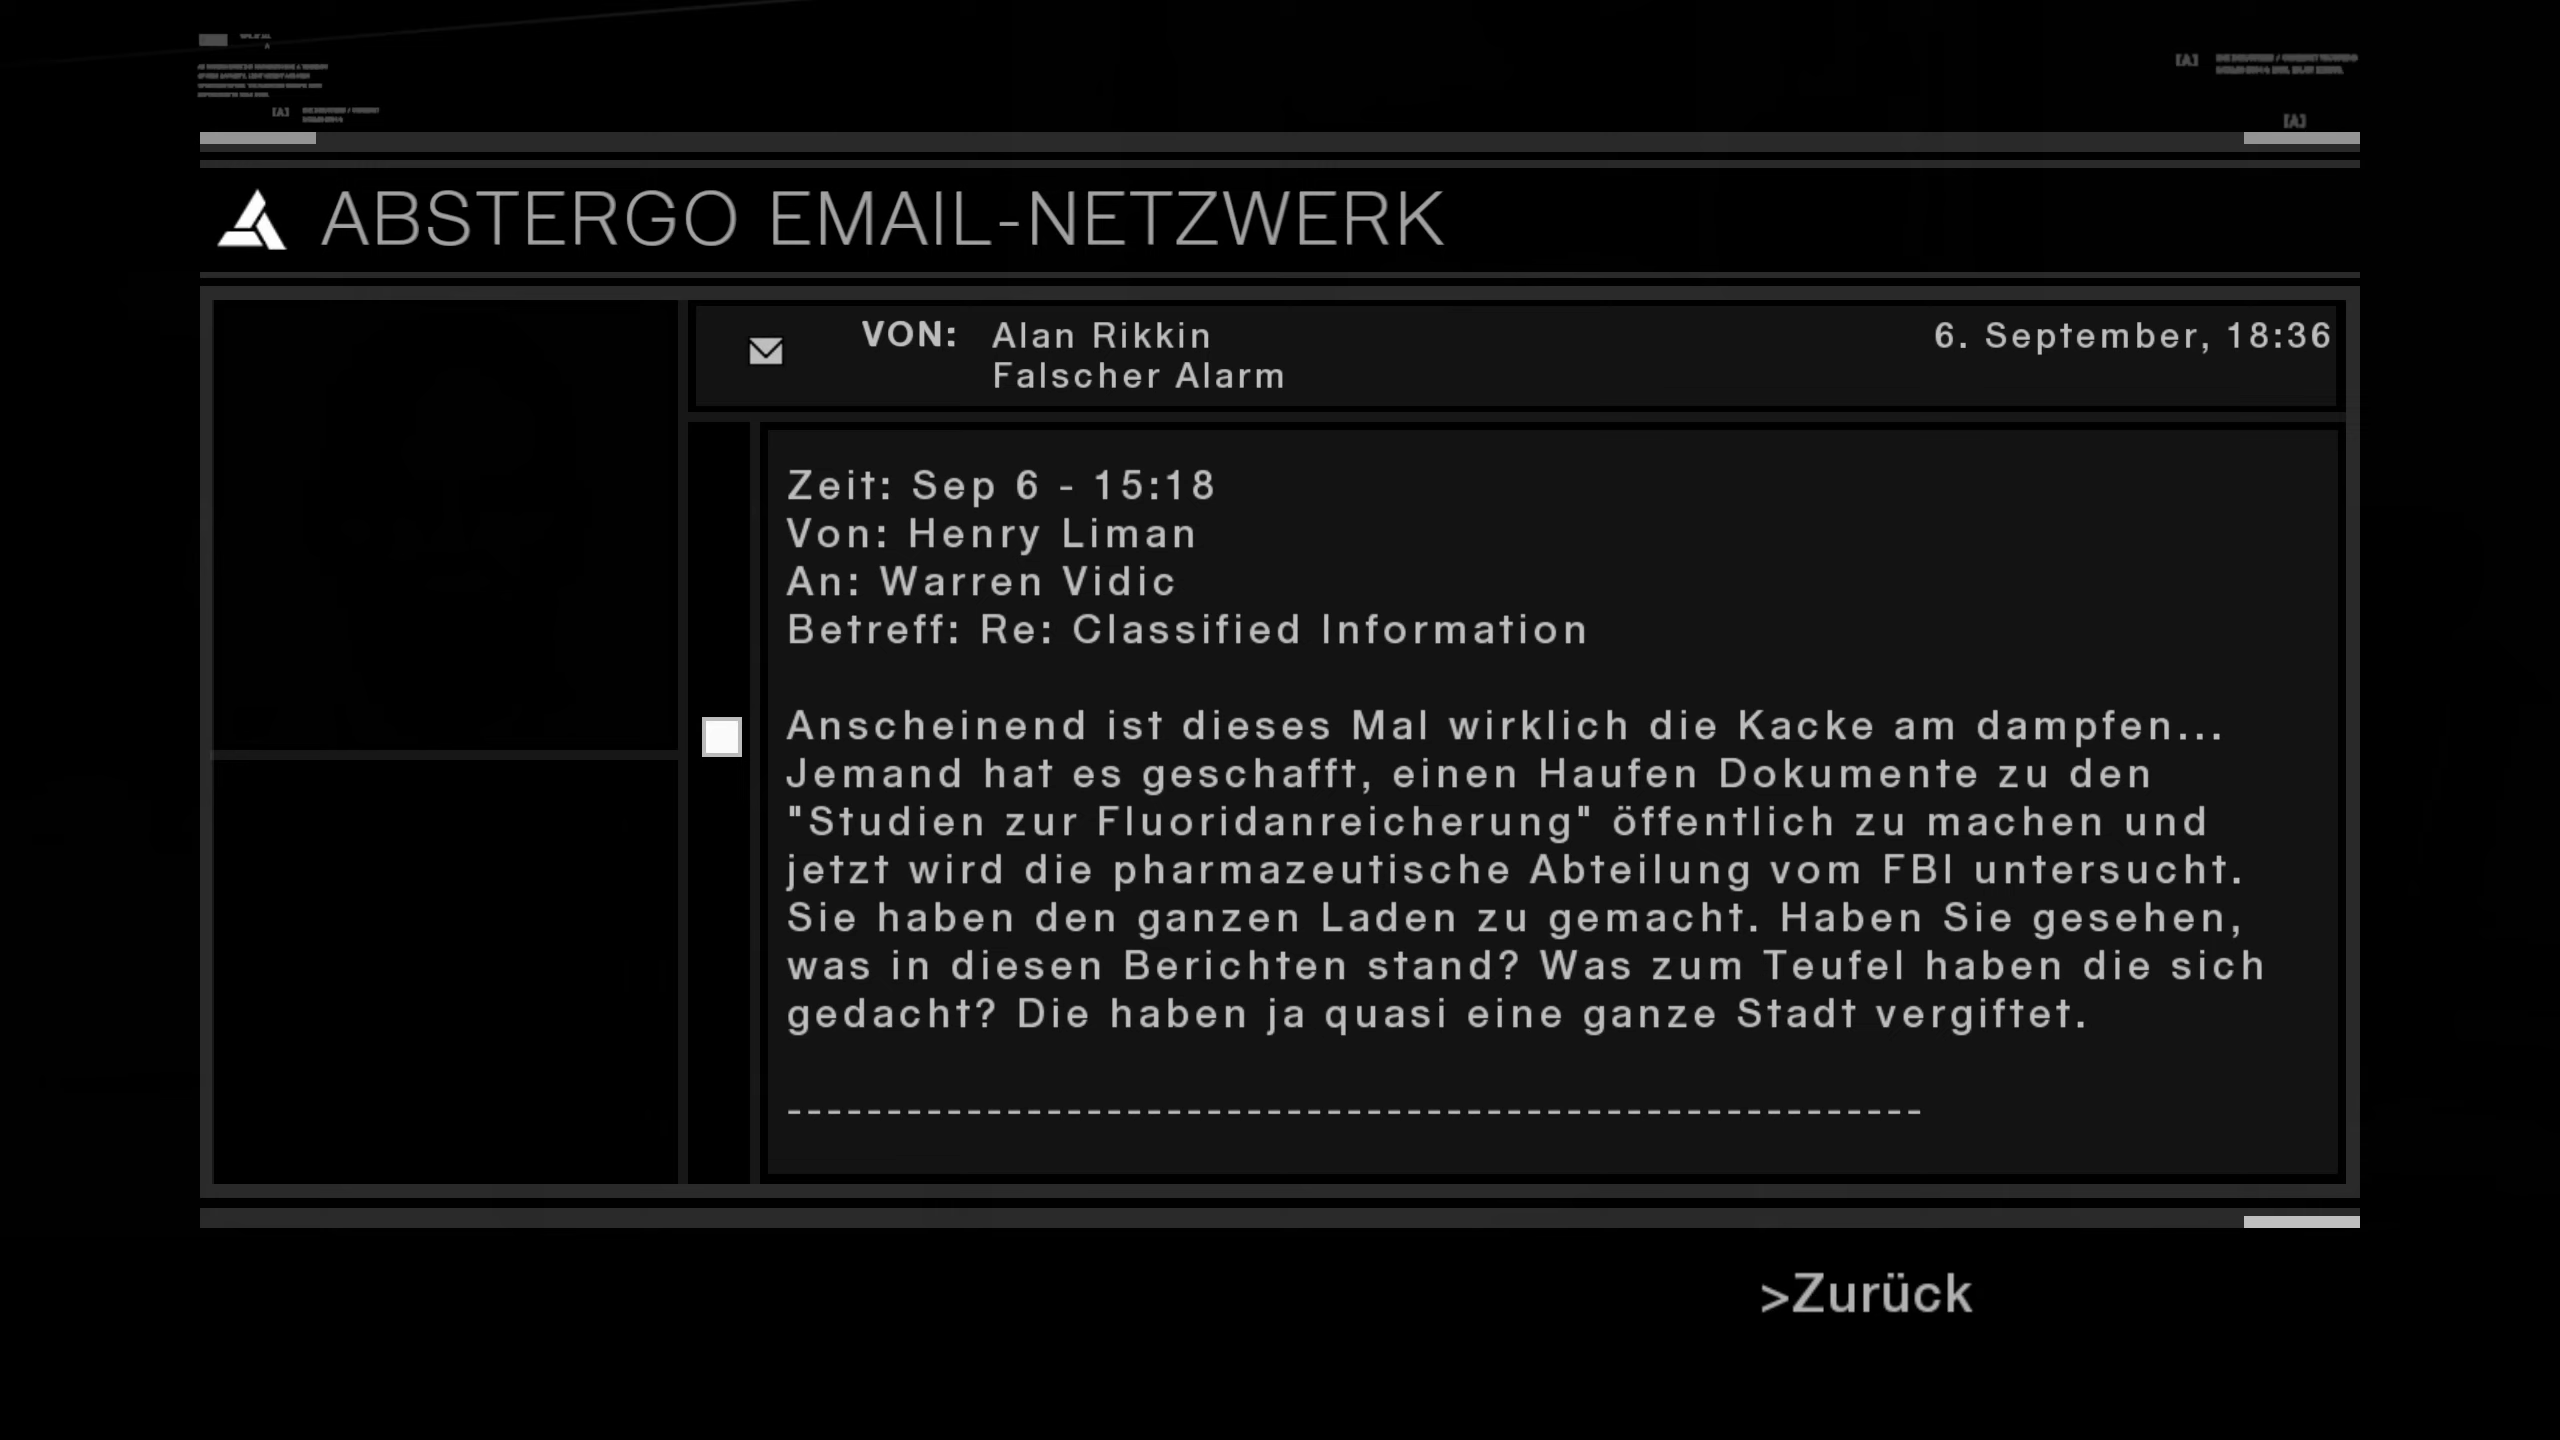 [A]
[A]
[A]
ABSTERGO EMAIL-NETZWERK
VON: Alan Rikkin 6. September, 18:36
Falscher Alarm
Zeit: Sep 6 - 15:18
Von: Henry Liman
An: Warren Vidic
Betreff: Re: Classified Information
Anscheinend ist dieses Mal wirklich die Kacke am dampfen...
Jemand hat es geschafft, einen Haufen Dokumente zu den
"Studien zur Fluoridanreicherung" öffentlich zu machen und
jetzt wird die pharmazeutische Abteilung vom FBI untersucht.
Sie haben den ganzen Laden zu gemacht. Haben Sie gesehen,
was in diesen Berichten stand? Was zum Teufel haben die sich
gedacht? Die haben ja quasi eine ganze Stadt vergiftet.
---------------------------------------------------------
>Zurück